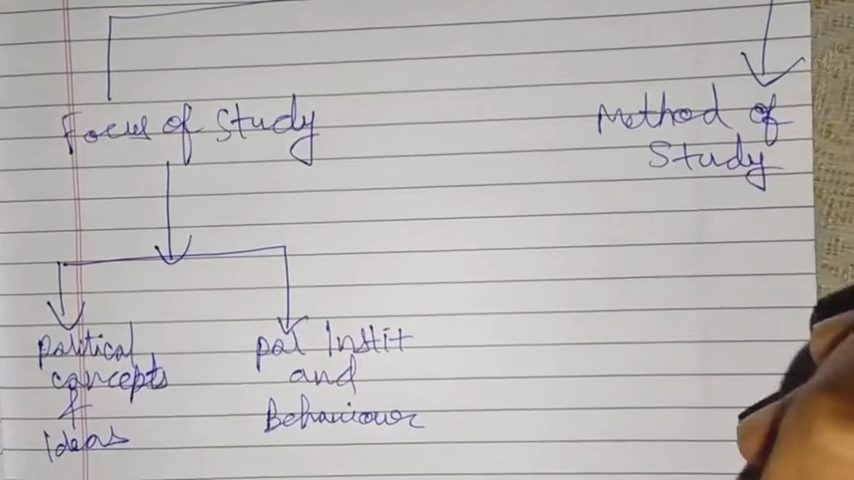 Focus of Study
Method of
Study
political
concepts
&
Ideas
pol Instit
and
Behaviour